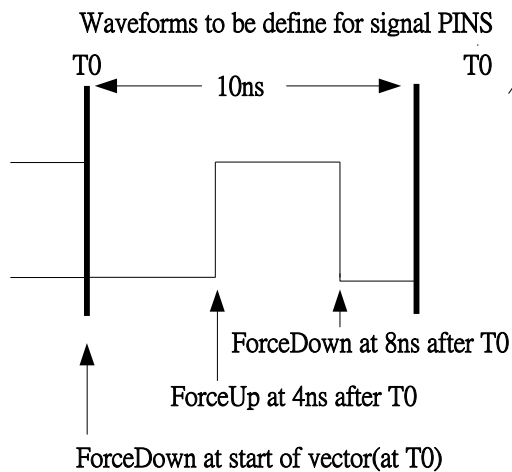 Waveforms to be define for signal PINS
T0 T0
10ns
ForceDown at 8ns after T0
ForceUp at 4ns after T0
ForceDown at start of vector(at T0)